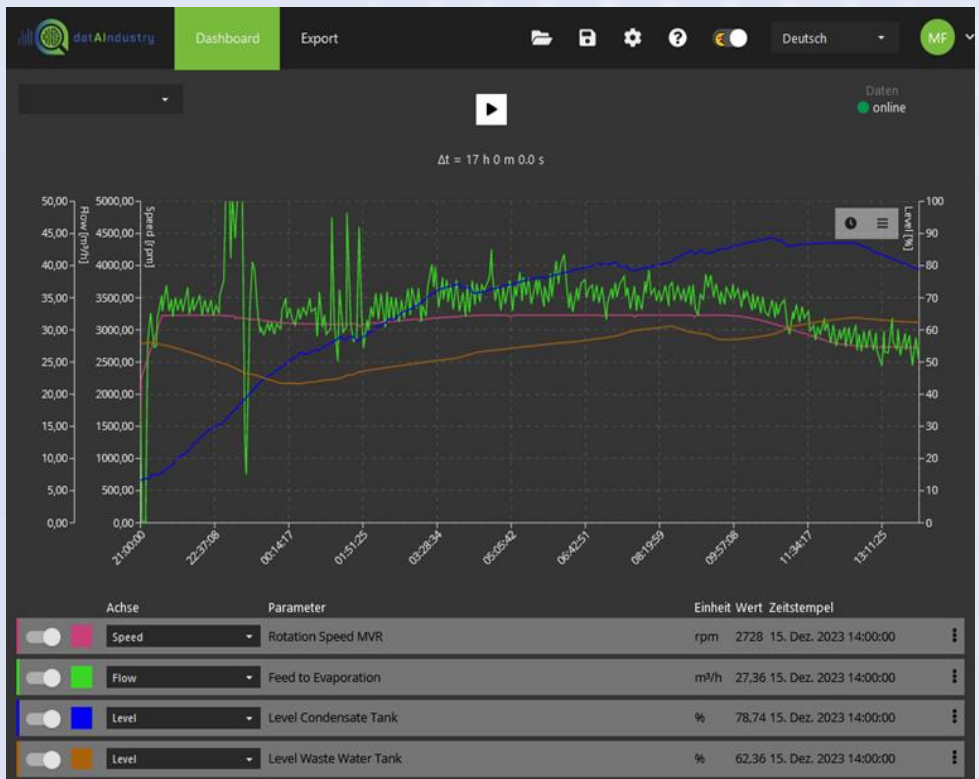 datAIndustry Dashboard Export ? Deutsch MF
Daten
online
Δt = 17 h 0 m 0.0 s
50,00 5000,00 100
45,00 4500,00 90
40,00 4000,00 80
35,00 3500,00 70
30,00 3000,00 60
25,00 2500,00 50
20,00 2000,00 40
15,00 1500,00 30
10,00 1000,00 20
5,00 500,00 10
0,00 0,00 0
Flow [m³/h]
Speed [rpm]
Level [%]
21:00:00 22:37:08 00:14:17 01:51:25 03:28:34 05:05:42 06:42:51 08:19:59 09:57:08 11:34:17 13:11:25
Achse Parameter Einheit Wert Zeitstempel
Speed Rotation Speed MVR rpm 2728 15. Dez. 2023 14:00:00
Flow Feed to Evaporation m³/h 27,36 15. Dez. 2023 14:00:00
Level Level Condensate Tank % 78,74 15. Dez. 2023 14:00:00
Level Level Waste Water Tank % 62,36 15. Dez. 2023 14:00:00